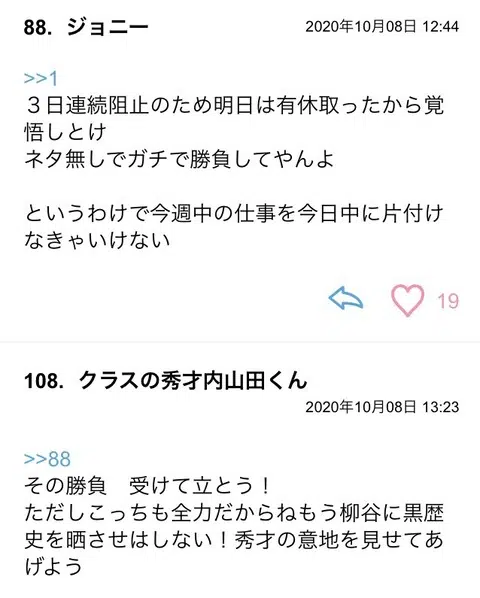 88. ジョニー 2020年10月08日 12:44
>>1
３日連続阻止のため明日は有休取ったから覚
悟しとけ
ネタ無しでガチで勝負してやんよ
というわけで今週中の仕事を今日中に片付け
なきゃいけない
19
108. クラスの秀才内山田くん
2020年10月08日 13:23
>>88
その勝負　受けて立とう！
ただしこっちも全力だからねもう柳谷に黒歴
史を晒させはしない！秀才の意地を見せてあ
げよう